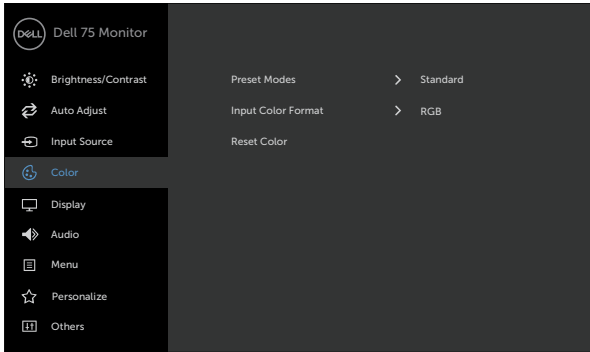 DELL Dell 75 Monitor
Brightness/Contrast
Auto Adjust
Input Source
Color
Display
Audio
Menu
Personalize
Others
Preset Modes > Standard
Input Color Format > RGB
Reset Color